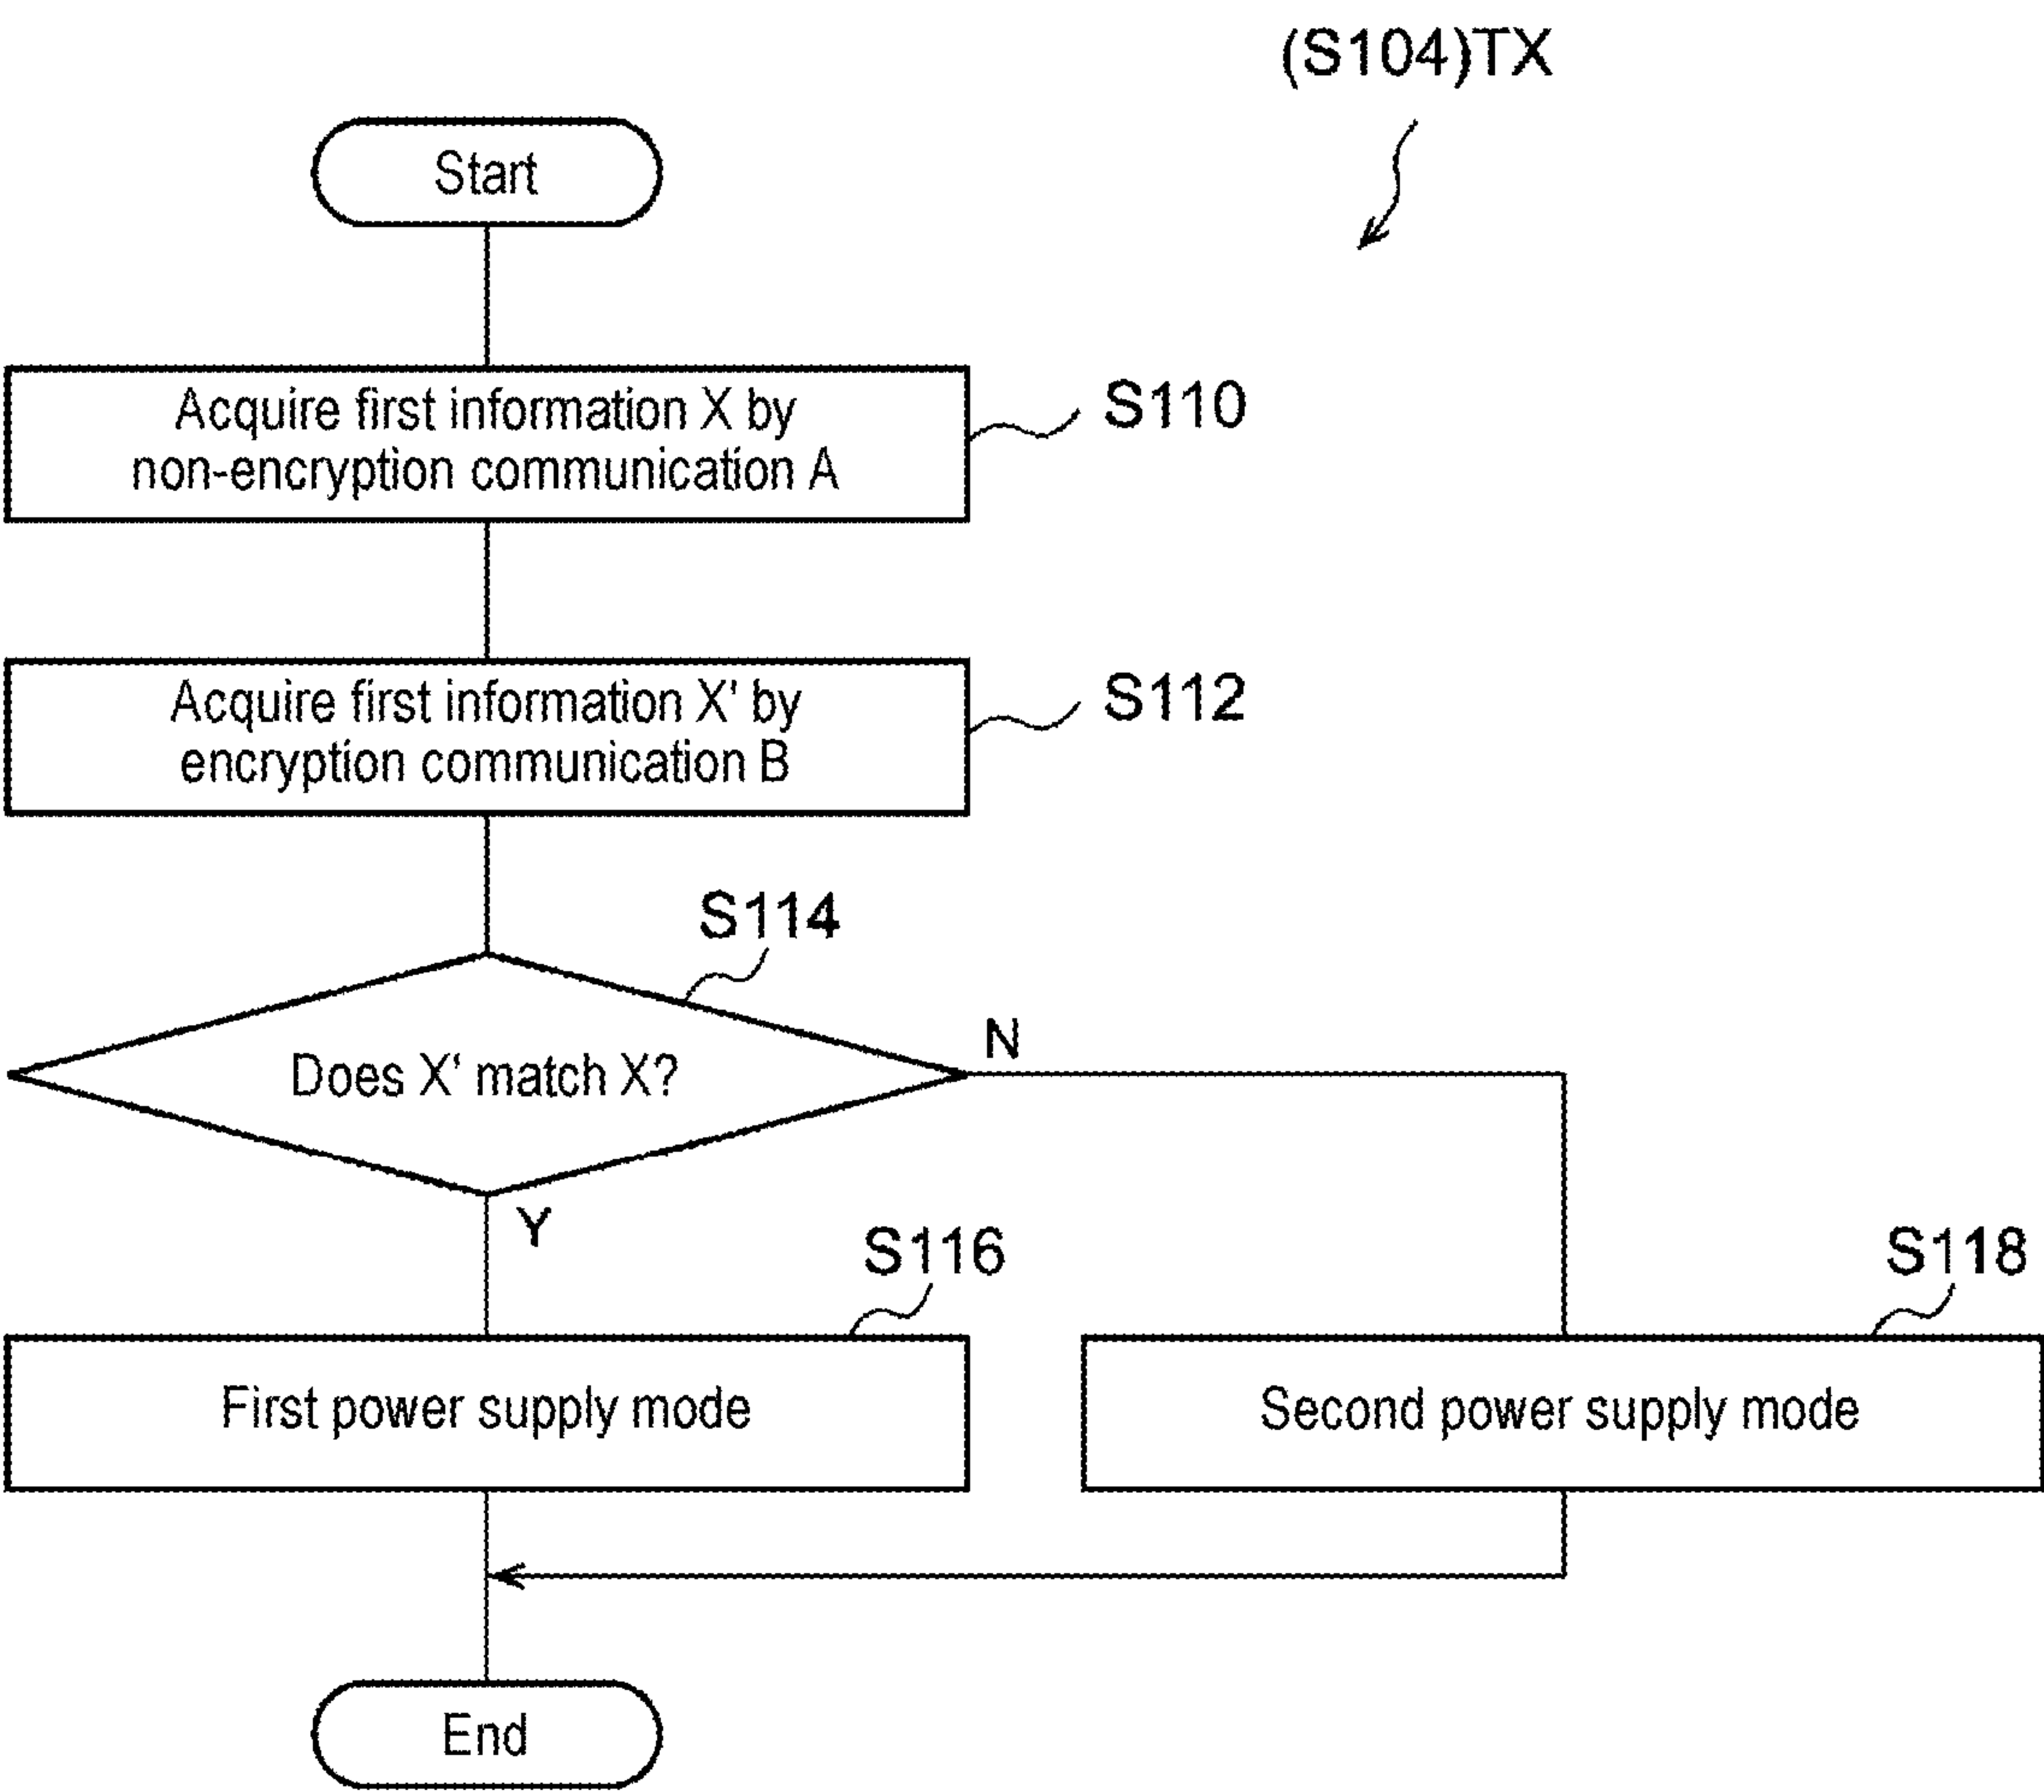 (S104)TX
Start
Acquire first information X by
non-encryption communication A
S110
Acquire first information X' by
encryption communication B
S112
S114
Does X' match X?
N
Y
S116
First power supply mode
S118
Second power supply mode
End